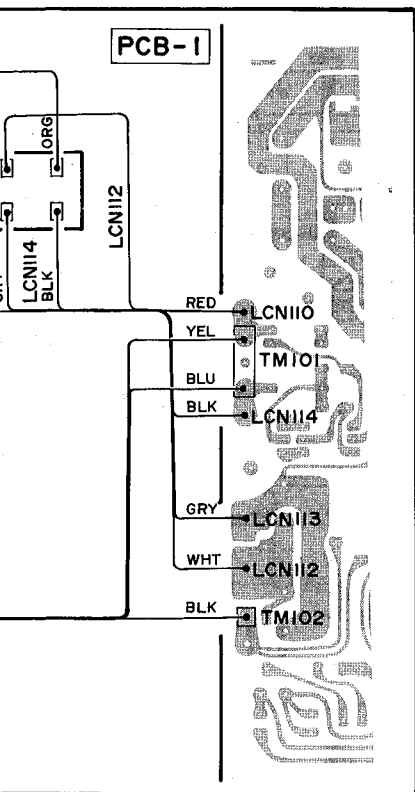 PCB-1
ORG
LCN112
LCN114
BLK
RED
LCN110
YEL
TM101
BLU
BLK
LCN114
GRY
LCN113
WHT
LCN112
BLK
TM102